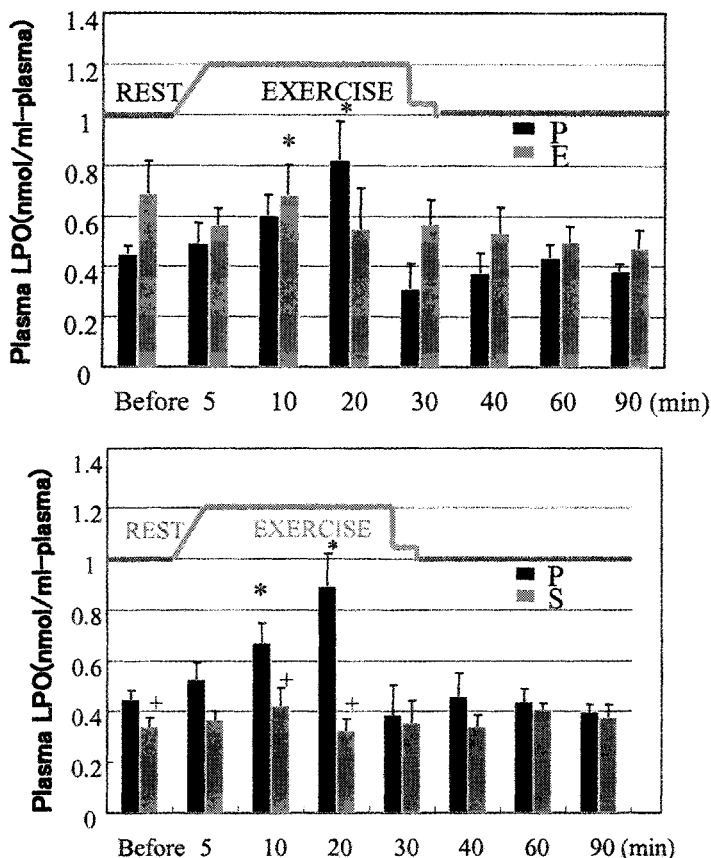 1.4
1.2
1
0.8
0.6
0.4
0.2
0
Plasma LPO(nmol/ml-plasma)
REST EXERCISE
*
*
P
E
Before 5 10 20 30 40 60 90 (min)
1.4
1.2
1
0.8
0.6
0.4
0.2
0
Plasma LPO(nmol/ml-plasma)
REST EXERCISE
*
*
P
S
+
+
+
Before 5 10 20 30 40 60 90 (min)